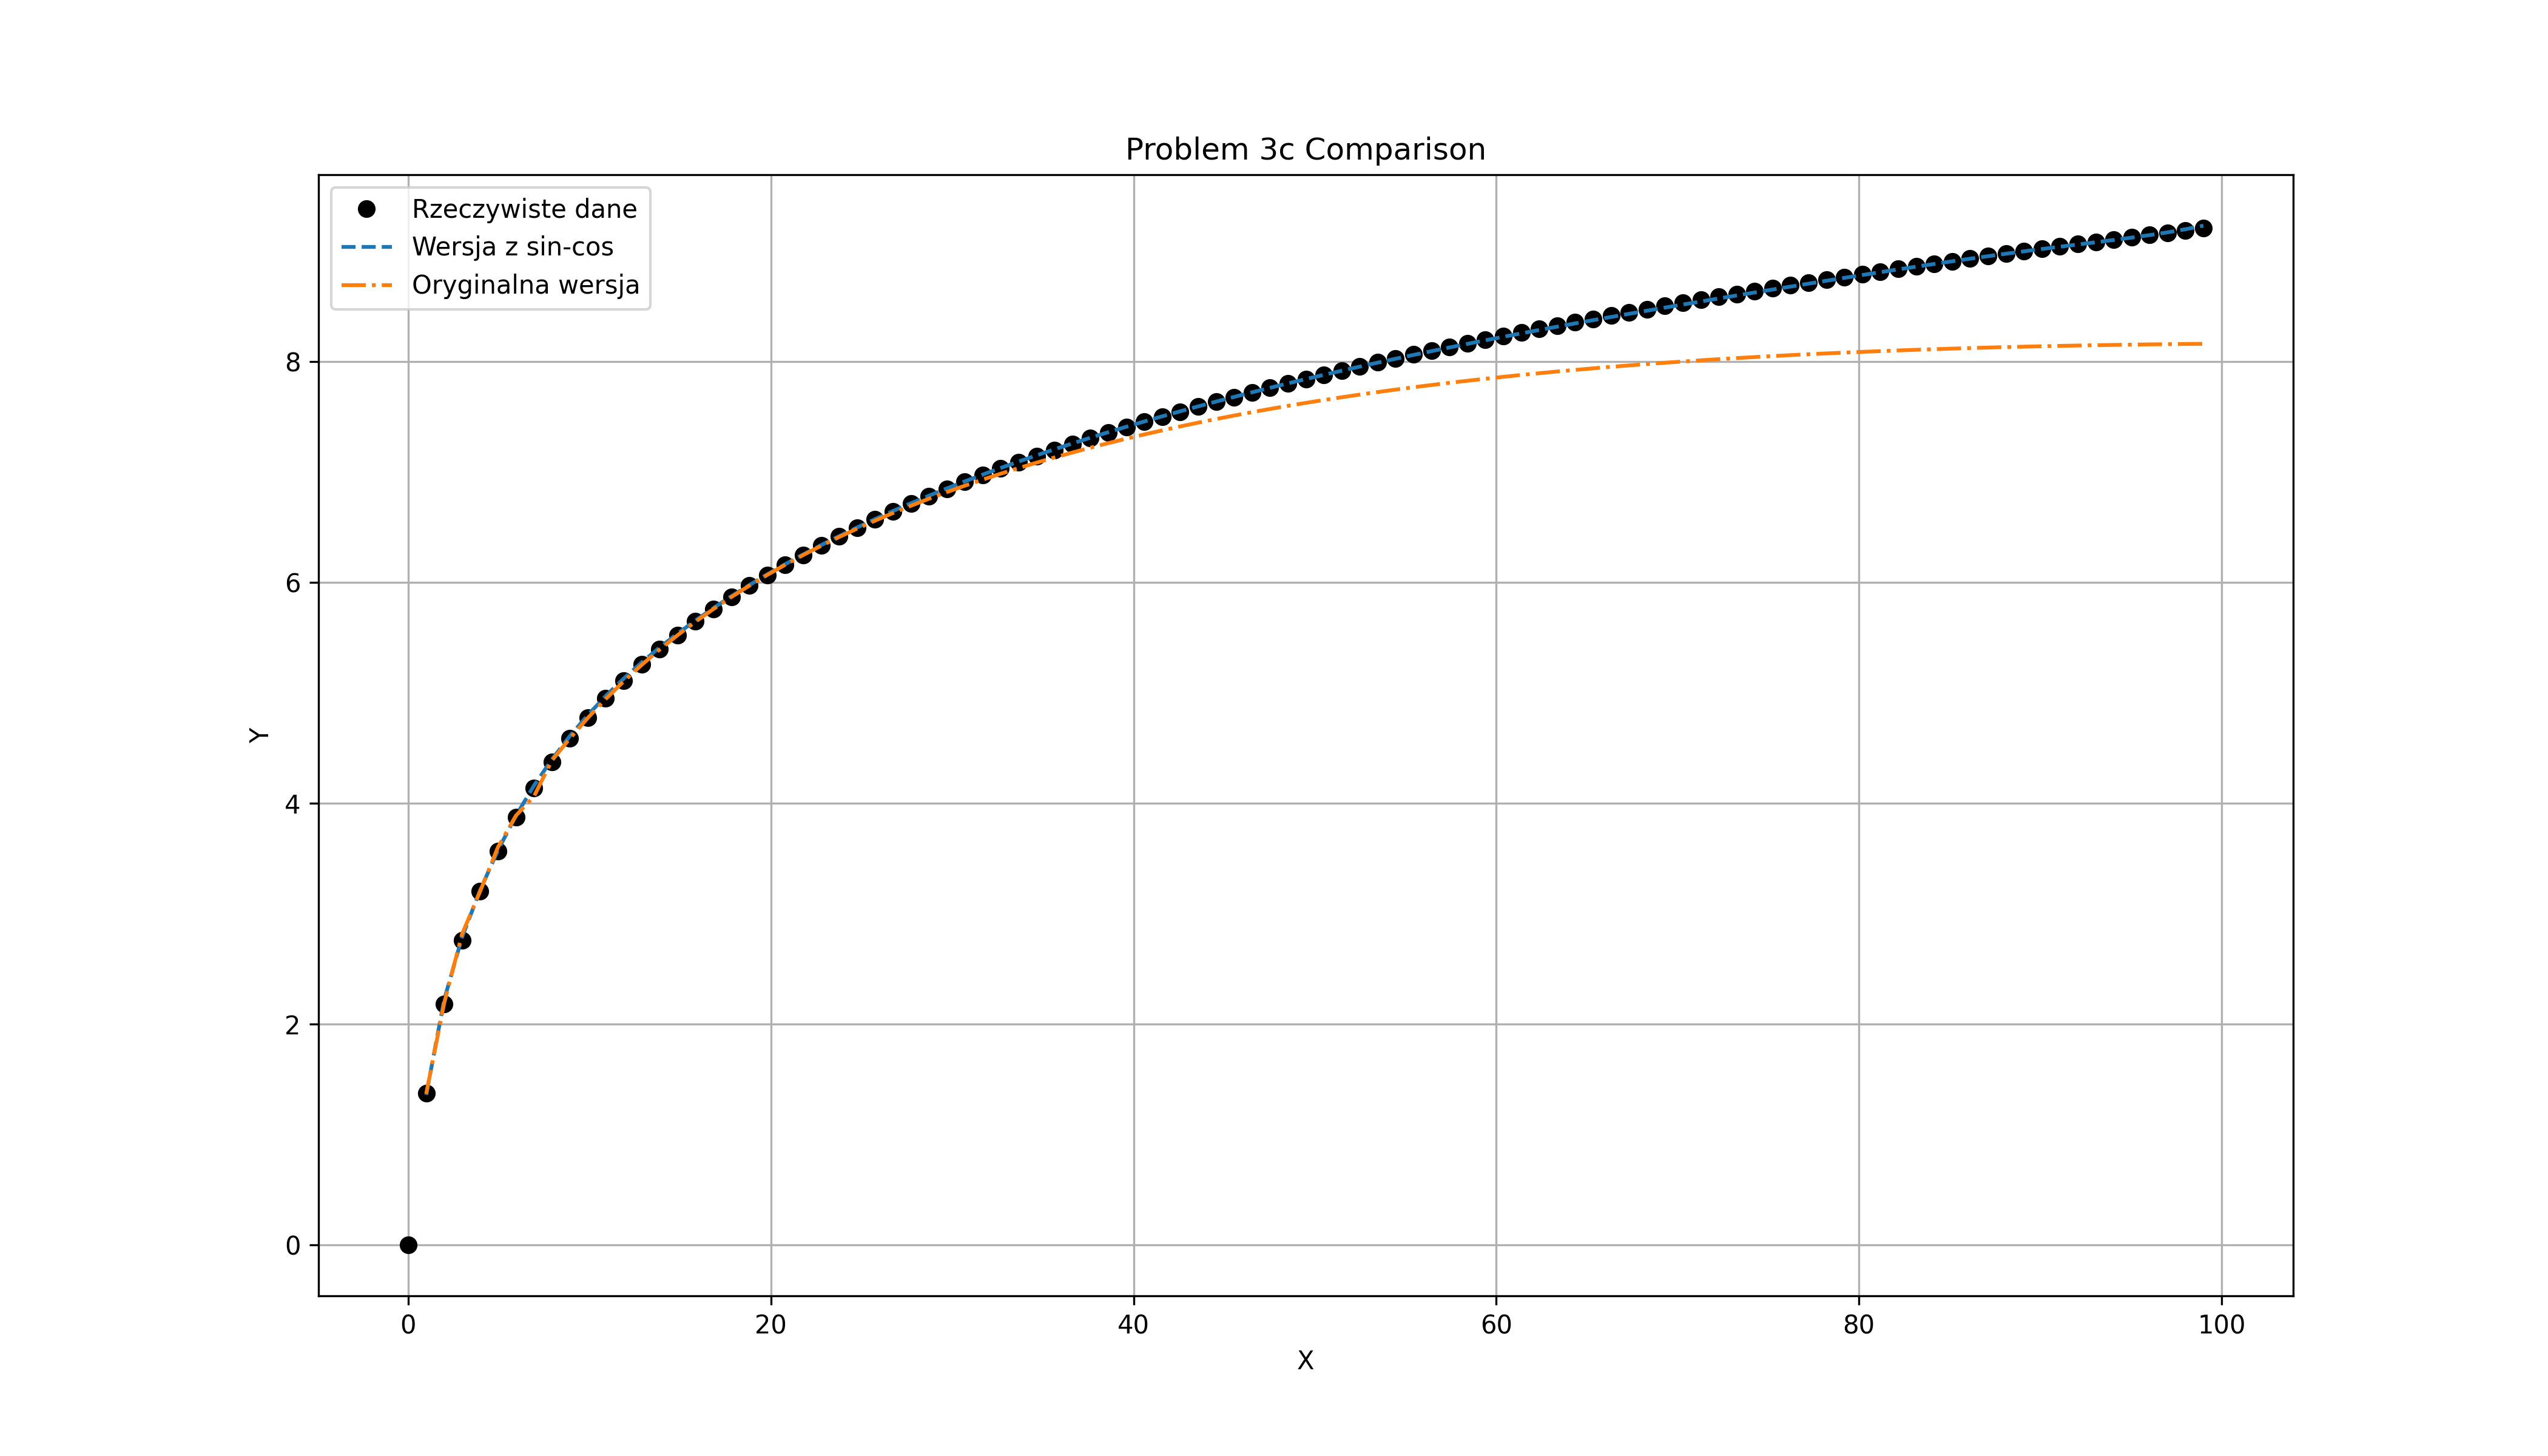 Problem 3c Comparison
Rzeczywiste dane
Wersja z sin-cos
Oryginalna wersja
8
6
4
2
0
Y
0 20 40 60 80 100
X